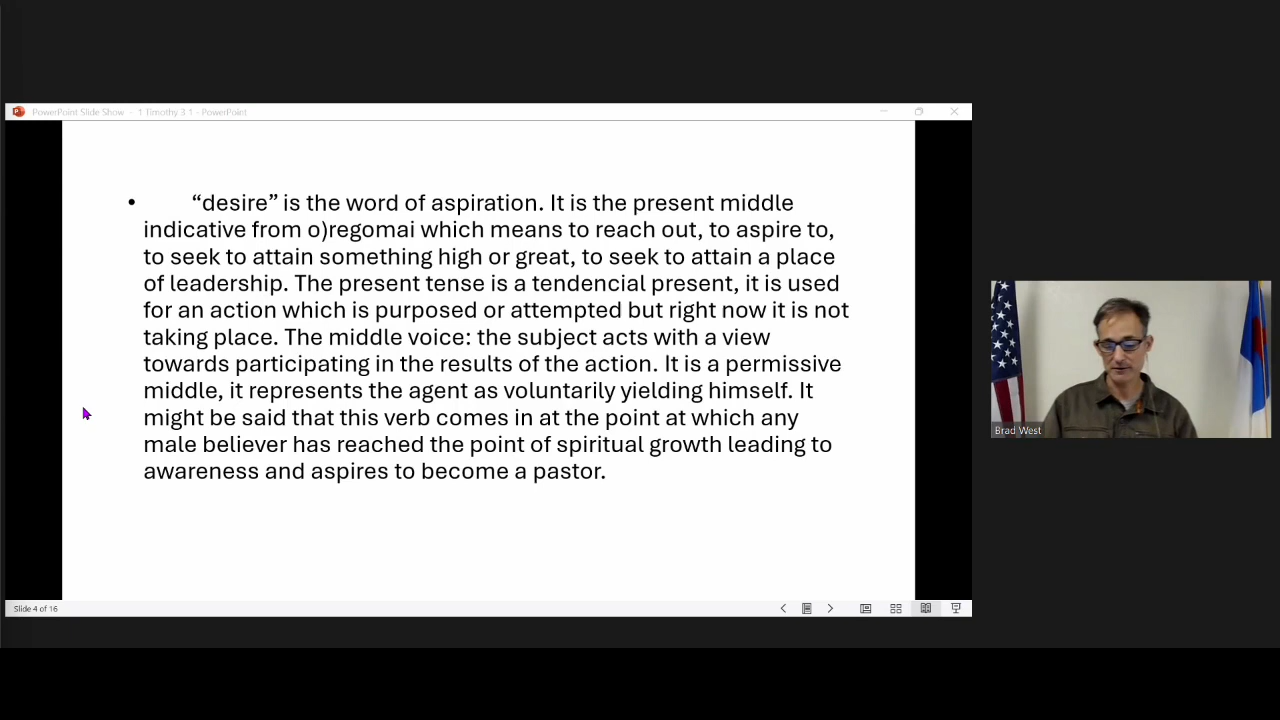 PowerPoint Slide Show - 1 Timothy 3 1 - PowerPoint
• “desire” is the word of aspiration. It is the present middle
indicative from o)regomai which means to reach out, to aspire to,
to seek to attain something high or great, to seek to attain a place
of leadership. The present tense is a tendencial present, it is used
for an action which is purposed or attempted but right now it is not
taking place. The middle voice: the subject acts with a view
towards participating in the results of the action. It is a permissive
middle, it represents the agent as voluntarily yielding himself. It
might be said that this verb comes in at the point at which any
male believer has reached the point of spiritual growth leading to
awareness and aspires to become a pastor.
Brad West
Slide 4 of 16